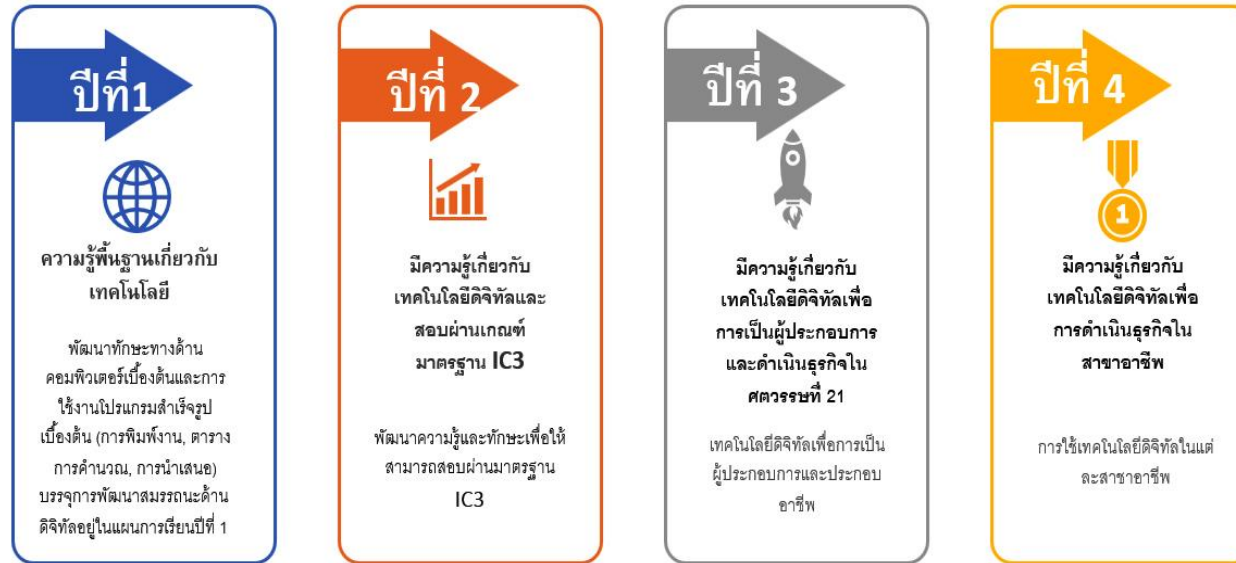 ปีที่1
ความรู้พื้นฐานเกี่ยวกับ
เทคโนโลยี
พัฒนาทักษะทางด้าน
คอมพิวเตอร์เบื้องต้นและการ
ใช้งานโปรแกรมสำเร็จรูป
เบื้องต้น (การพิมพ์งาน, ตาราง
การคำนวณ, การนำเสนอ)
บรรจุการพัฒนาสมรรถนะด้าน
ดิจิทัลอยู่ในแผนการเรียนปีที่ 1
ปีที่ 2
มีความรู้เกี่ยวกับ
เทคโนโลยีดิจิทัลและ
สอบผ่านเกณฑ์
มาตรฐาน IC3
พัฒนาความรู้และทักษะเพื่อให้
สามารถสอบผ่านมาตรฐาน
IC3
ปีที่ 3
มีความรู้เกี่ยวกับ
เทคโนโลยีดิจิทัลเพื่อ
การเป็นผู้ประกอบการ
และดำเนินธุรกิจใน
ศตวรรษที่ 21
เทคโนโลยีดิจิทัลเพื่อการเป็น
ผู้ประกอบการและประกอบ
อาชีพ
ปีที่ 4
1
มีความรู้เกี่ยวกับ
เทคโนโลยีดิจิทัลเพื่อ
การดำเนินธุรกิจใน
สาขาอาชีพ
การใช้เทคโนโลยีดิจิทัลในแต่
ละสาขาอาชีพ